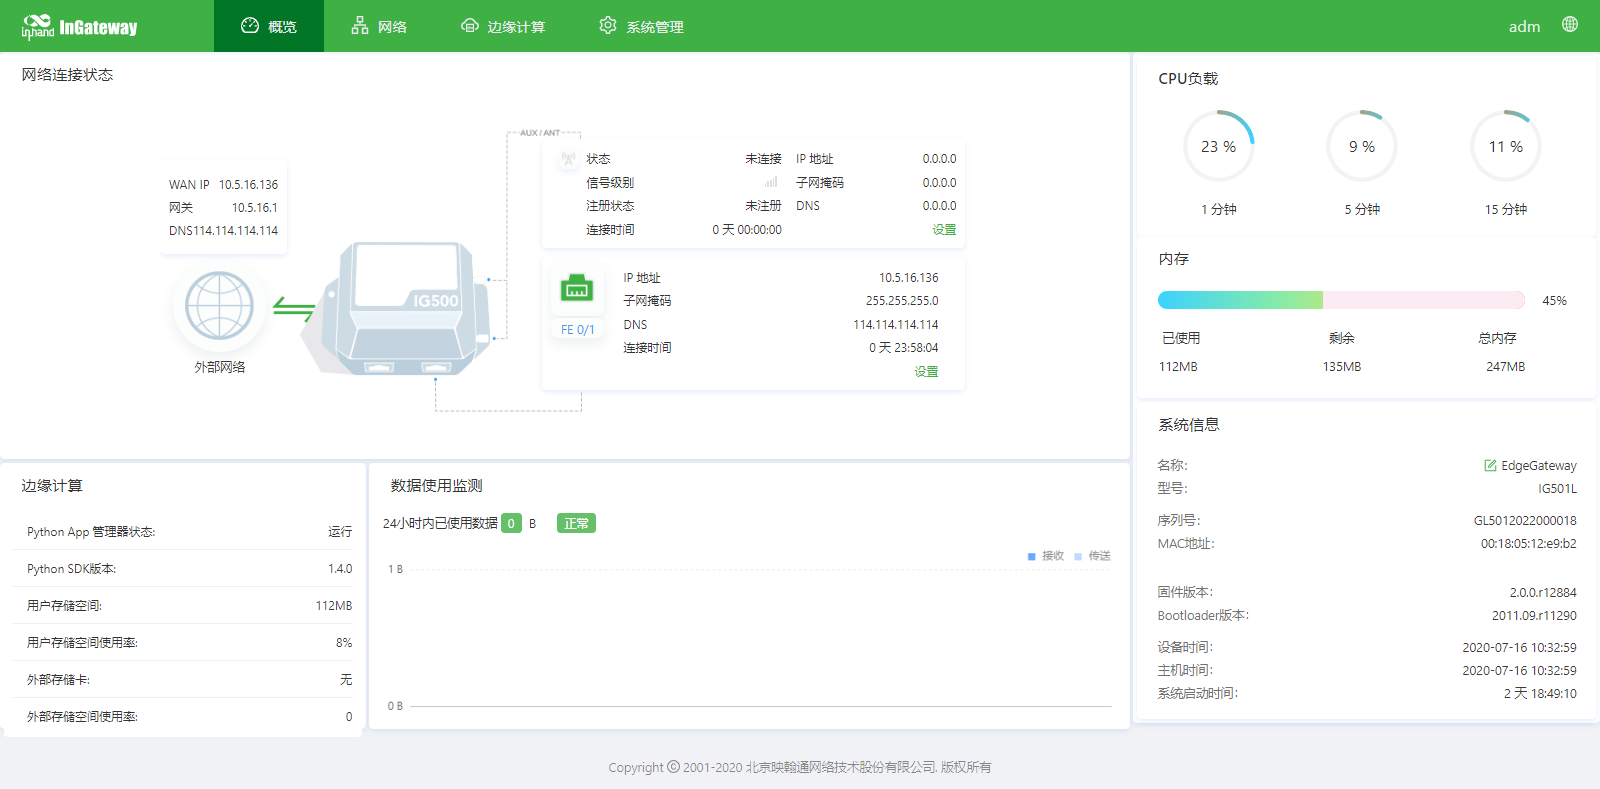 inhand InGateway 概览 网络 边缘计算 系统管理 adm
网络连接状态
WAN IP 10.5.16.136
网关 10.5.16.1
DNS114.114.114.114
外部网络
IG500
AUX / ANT
状态 未连接 IP 地址 0.0.0.0
信号级别 子网掩码 0.0.0.0
注册状态 未注册 DNS 0.0.0.0
连接时间 0 天 00:00:00 设置
FE 0/1
IP 地址 10.5.16.136
子网掩码 255.255.255.0
DNS 114.114.114.114
连接时间 0 天 23:58:04
设置
CPU负载
23 % 9 % 11 %
1 分钟 5 分钟 15 分钟
内存
45%
已使用 剩余 总内存
112MB 135MB 247MB
系统信息
名称: EdgeGateway
型号: IG501L
序列号: GL5012022000018
MAC地址: 00:18:05:12:e9:b2
固件版本: 2.0.0.r12884
Bootloader版本: 2011.09.r11290
设备时间: 2020-07-16 10:32:59
主机时间: 2020-07-16 10:32:59
系统启动时间: 2 天 18:49:10
边缘计算
Python App 管理器状态: 运行
Python SDK版本: 1.4.0
用户存储空间: 112MB
用户存储空间使用率: 8%
外部存储卡: 无
外部存储空间使用率: 0
数据使用监测
24小时内已使用数据 0 B 正常
接收 传送
1 B
0 B
Copyright © 2001-2020 北京映翰通网络技术股份有限公司. 版权所有